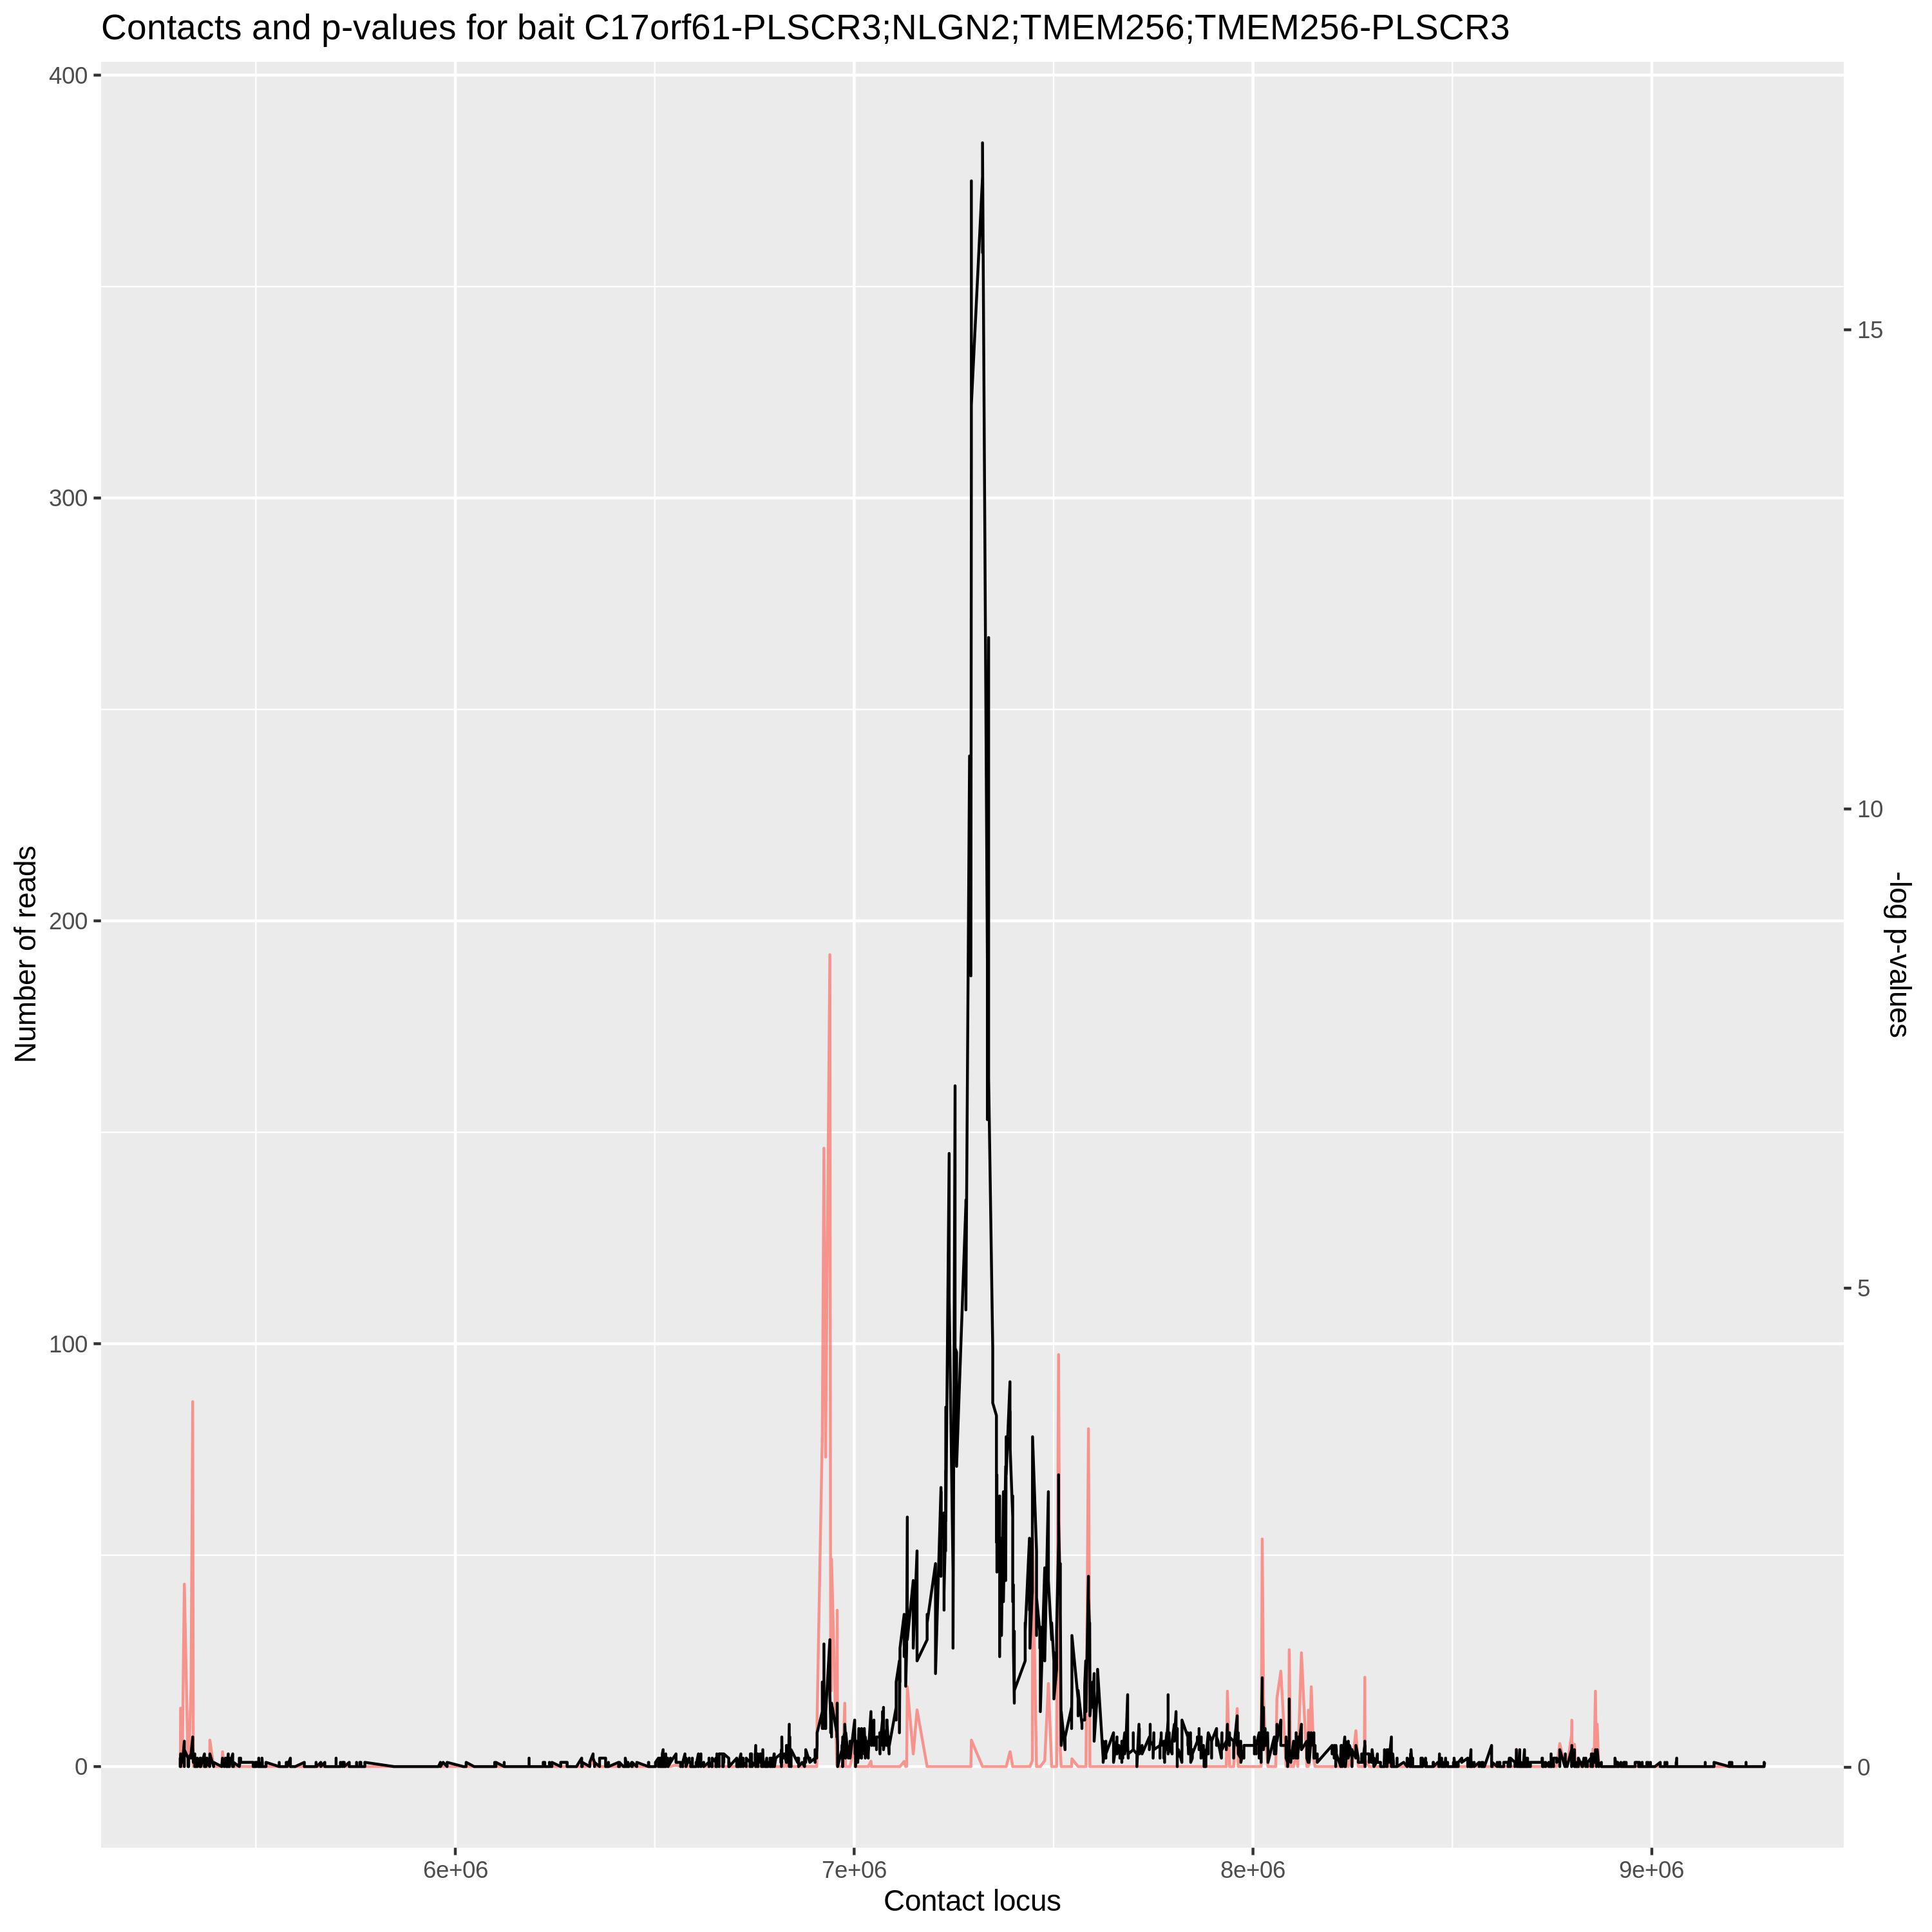 Contacts and p-values for bait C17orf61-PLSCR3;NLGN2;TMEM256;TMEM256-PLSCR3
400
300
200
100
0
Number of reads
15
10
5
0
-log p-values
6e+06 7e+06 8e+06 9e+06
Contact locus